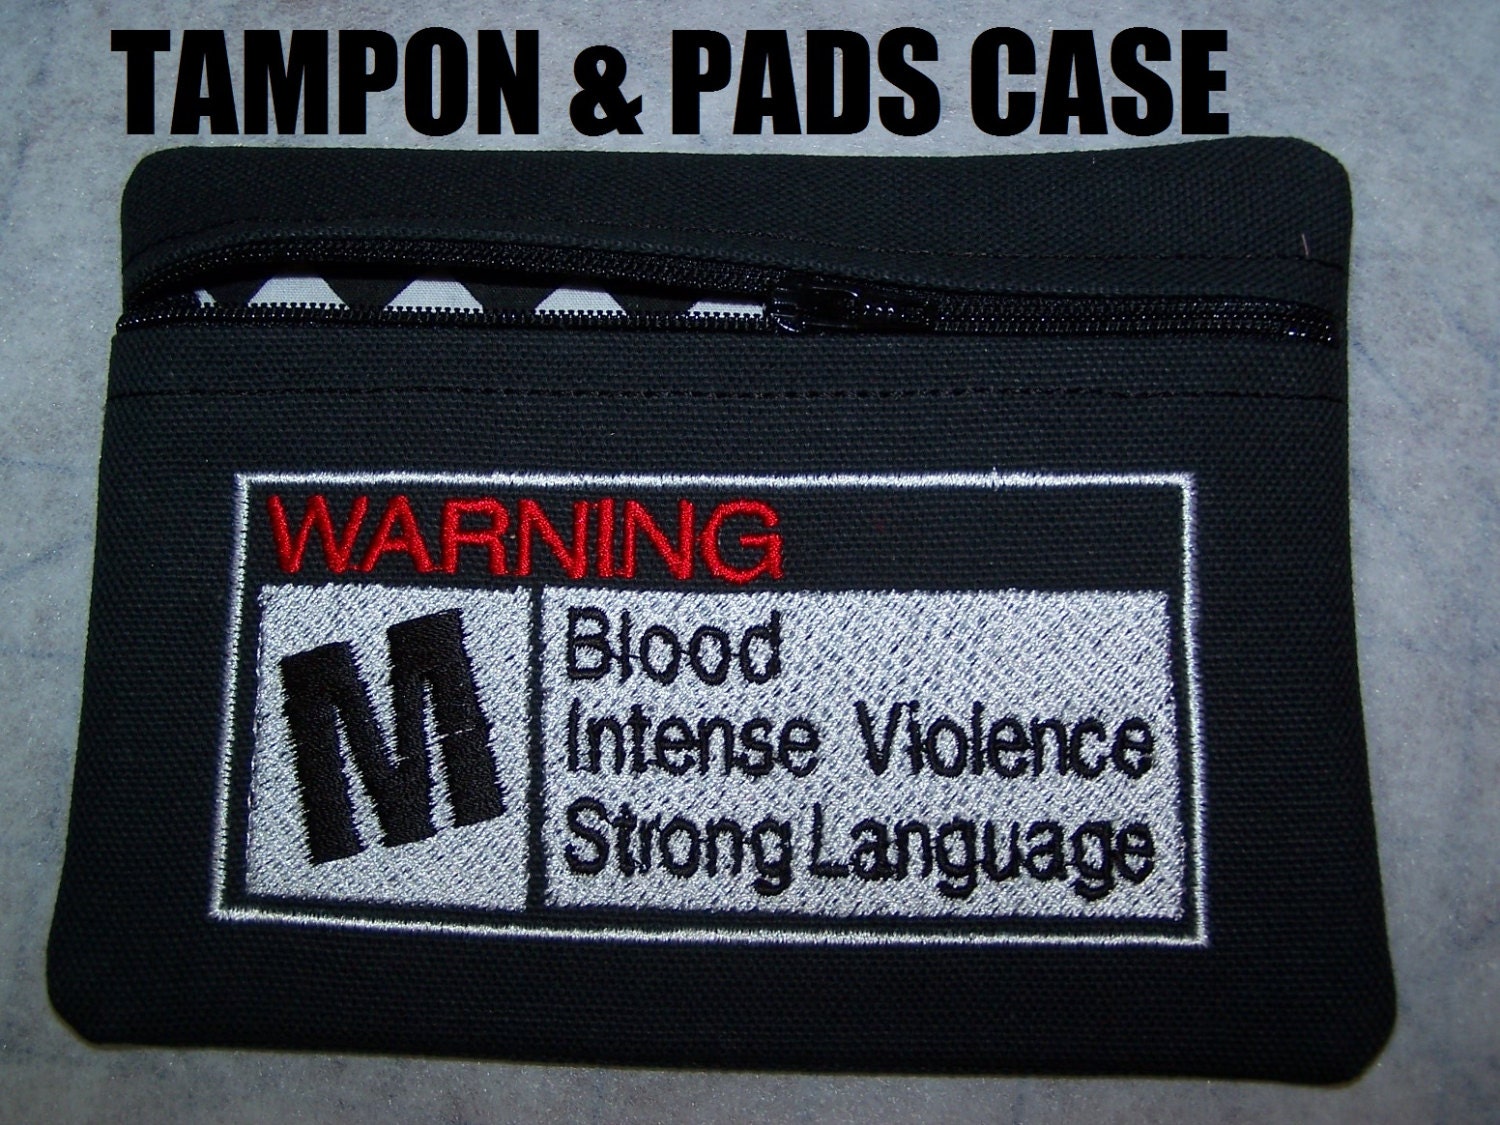 TAMPON & PADS CASE
WARNING
M
Blood
Intense Violence
Strong Language